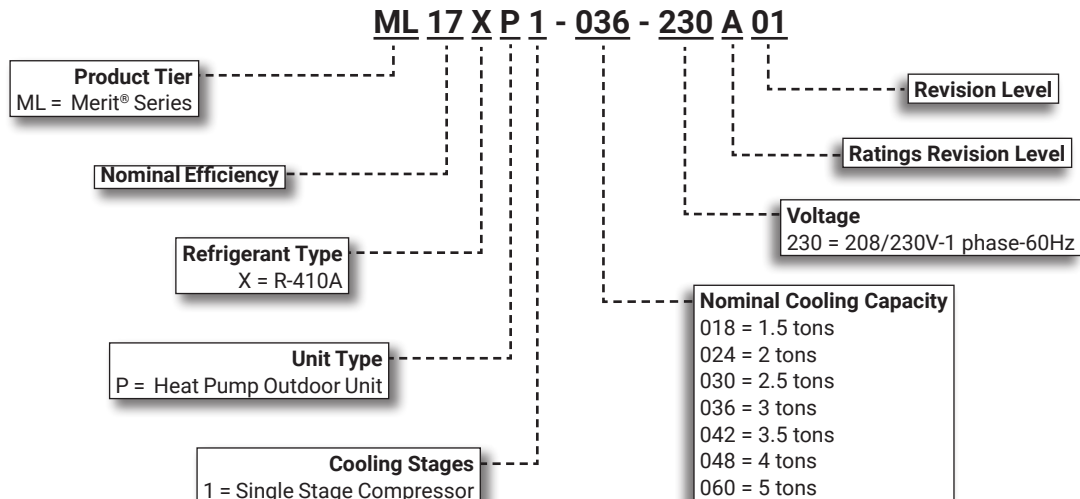 ML 17 X P 1 - 036 - 230 A 01
Product Tier
ML = Merit® Series
Nominal Efficiency
Refrigerant Type
X = R-410A
Unit Type
P = Heat Pump Outdoor Unit
Cooling Stages
1 = Single Stage Compressor
Revision Level
Ratings Revision Level
Voltage
230 = 208/230V-1 phase-60Hz
Nominal Cooling Capacity
018 = 1.5 tons
024 = 2 tons
030 = 2.5 tons
036 = 3 tons
042 = 3.5 tons
048 = 4 tons
060 = 5 tons